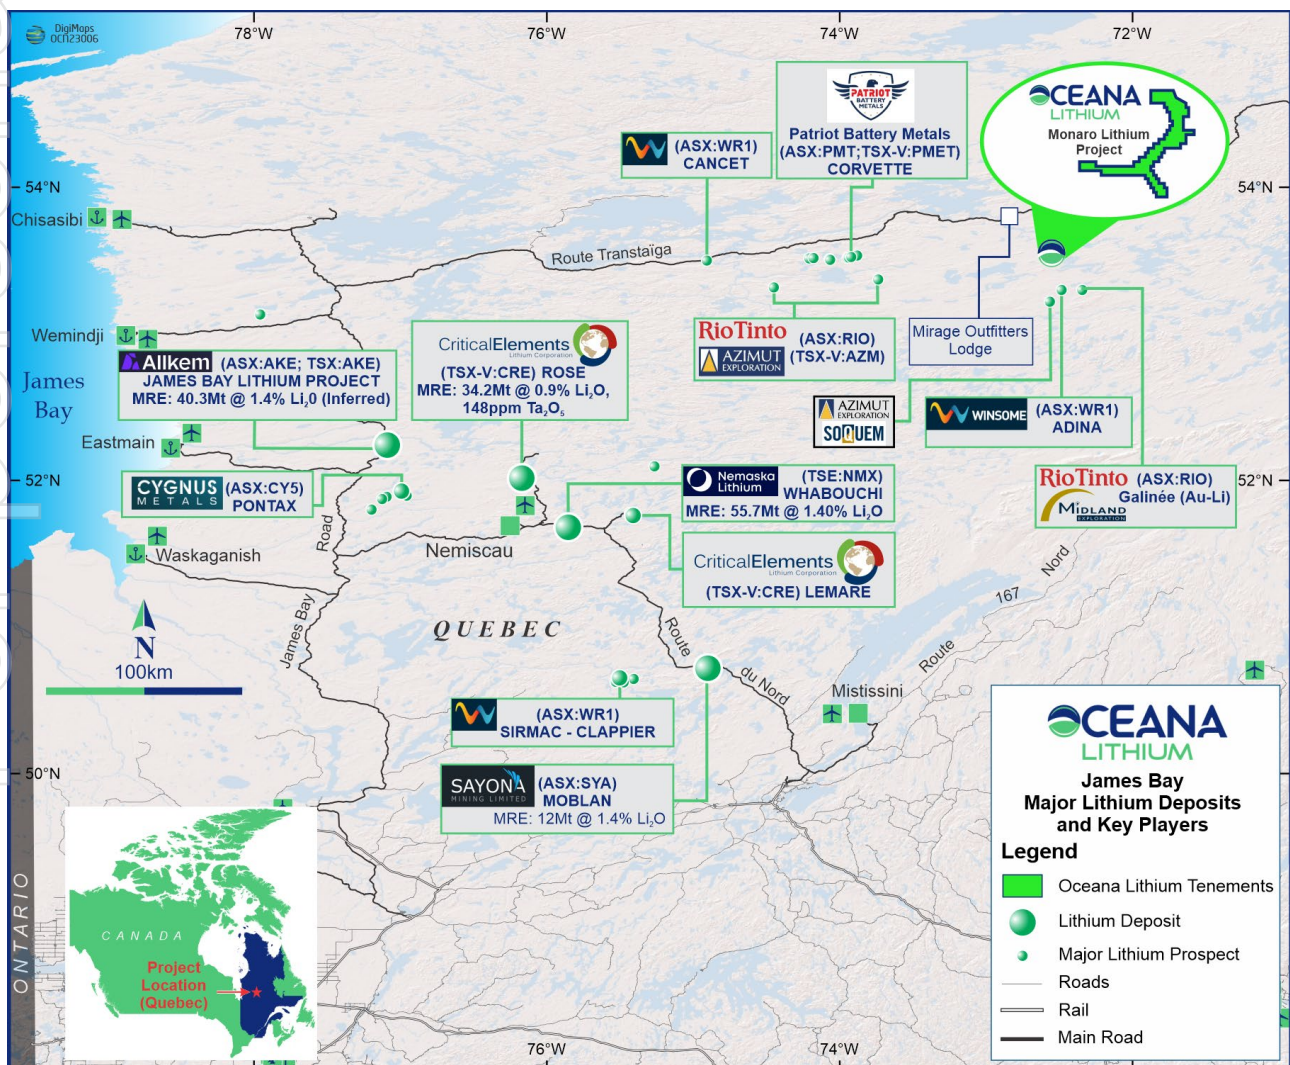 DigiMaps
OCN23006
78°W
76°W
74°W
72°W
54°N
54°N
52°N
52°N
50°N
76°W
74°W
PATRIOT
BATTERY
METALS
Patriot Battery Metals
(ASX:PMT;TSX-V:PMET)
CORVETTE
(ASX:WR1)
CANCET
OCEANA
LITHIUM
Monaro Lithium
Project
Chisasibi
Route Transtaïga
Wemindji
James
Bay
Allkem (ASX:AKE; TSX:AKE)
JAMES BAY LITHIUM PROJECT
MRE: 40.3Mt @ 1.4% Li₂0 (Inferred)
CriticalElements
Lithium Corporation
(TSX-V:CRE) ROSE
MRE: 34.2Mt @ 0.9% Li₂O,
148ppm Ta₂O₅
RioTinto (ASX:RIO)
AZIMUT
EXPLORATION
(TSX-V:AZM)
Mirage Outfitters
Lodge
AZIMUT
EXPLORATION
SOQUEM
WINSOME (ASX:WR1)
ADINA
Eastmain
CYGNUS
METALS
(ASX:CY5)
PONTAX
Nemaska
Lithium
(TSE:NMX)
WHABOUCHI
MRE: 55.7Mt @ 1.40% Li₂O
RioTinto (ASX:RIO)
Galinée (Au-Li)
MIDLAND
EXPLORATION
Waskaganish
Road
James Bay
Nemiscau
CriticalElements
Lithium Corporation
(TSX-V:CRE) LEMARE
N
100km
QUEBEC
Route
du Nord
Route
167
Nord
Mistissini
(ASX:WR1)
SIRMAC - CLAPPIER
SAYONA
MINING LIMITED
(ASX:SYA)
MOBLAN
MRE: 12Mt @ 1.4% Li₂O
ONTARIO
CANADA
Project
Location
(Quebec)
OCEANA
LITHIUM
James Bay
Major Lithium Deposits
and Key Players
Legend
Oceana Lithium Tenements
Lithium Deposit
Major Lithium Prospect
Roads
Rail
Main Road